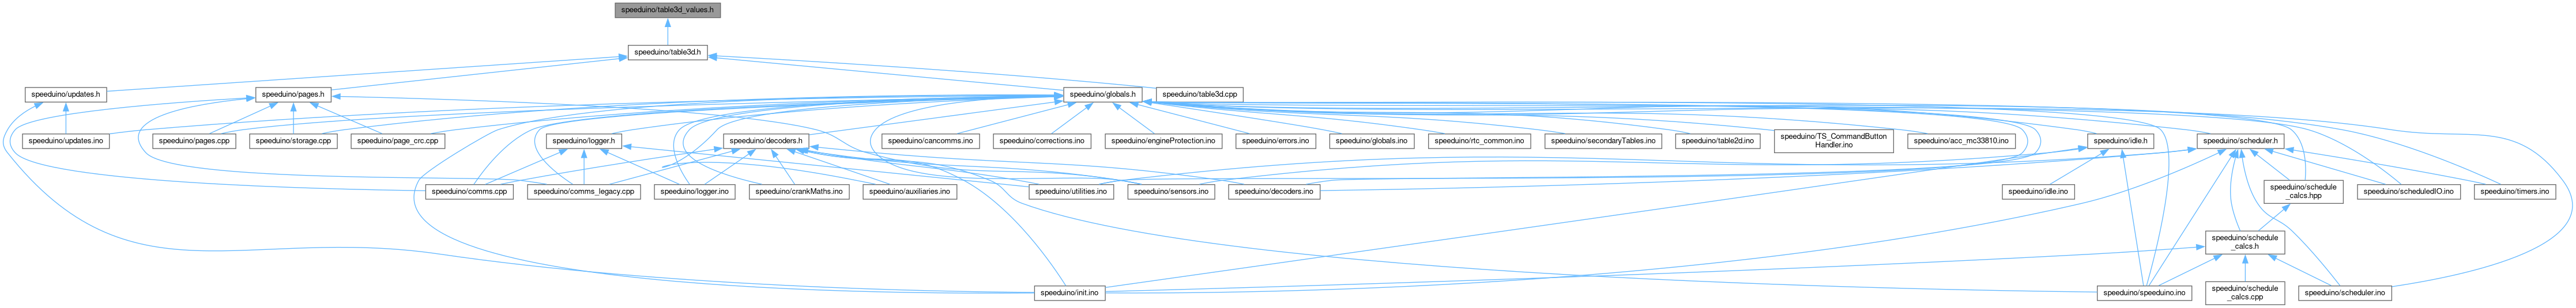 speeduino/table3d_values.h
speeduino/table3d.h
speeduino/updates.h
speeduino/pages.h
speeduino/globals.h
speeduino/table3d.cpp
speeduino/updates.ino
speeduino/pages.cpp
speeduino/storage.cpp
speeduino/page_crc.cpp
speeduino/logger.h
speeduino/decoders.h
speeduino/cancomms.ino
speeduino/corrections.ino
speeduino/engineProtection.ino
speeduino/errors.ino
speeduino/globals.ino
speeduino/rtc_common.ino
speeduino/secondaryTables.ino
speeduino/table2d.ino
speeduino/TS_CommandButton
Handler.ino
speeduino/acc_mc33810.ino
speeduino/idle.h
speeduino/scheduler.h
speeduino/comms.cpp
speeduino/comms_legacy.cpp
speeduino/logger.ino
speeduino/crankMaths.ino
speeduino/auxiliaries.ino
speeduino/utilities.ino
speeduino/sensors.ino
speeduino/decoders.ino
speeduino/idle.ino
speeduino/schedule
_calcs.hpp
speeduino/scheduledIO.ino
speeduino/timers.ino
speeduino/schedule
_calcs.h
speeduino/init.ino
speeduino/speeduino.ino
speeduino/schedule
_calcs.cpp
speeduino/scheduler.ino